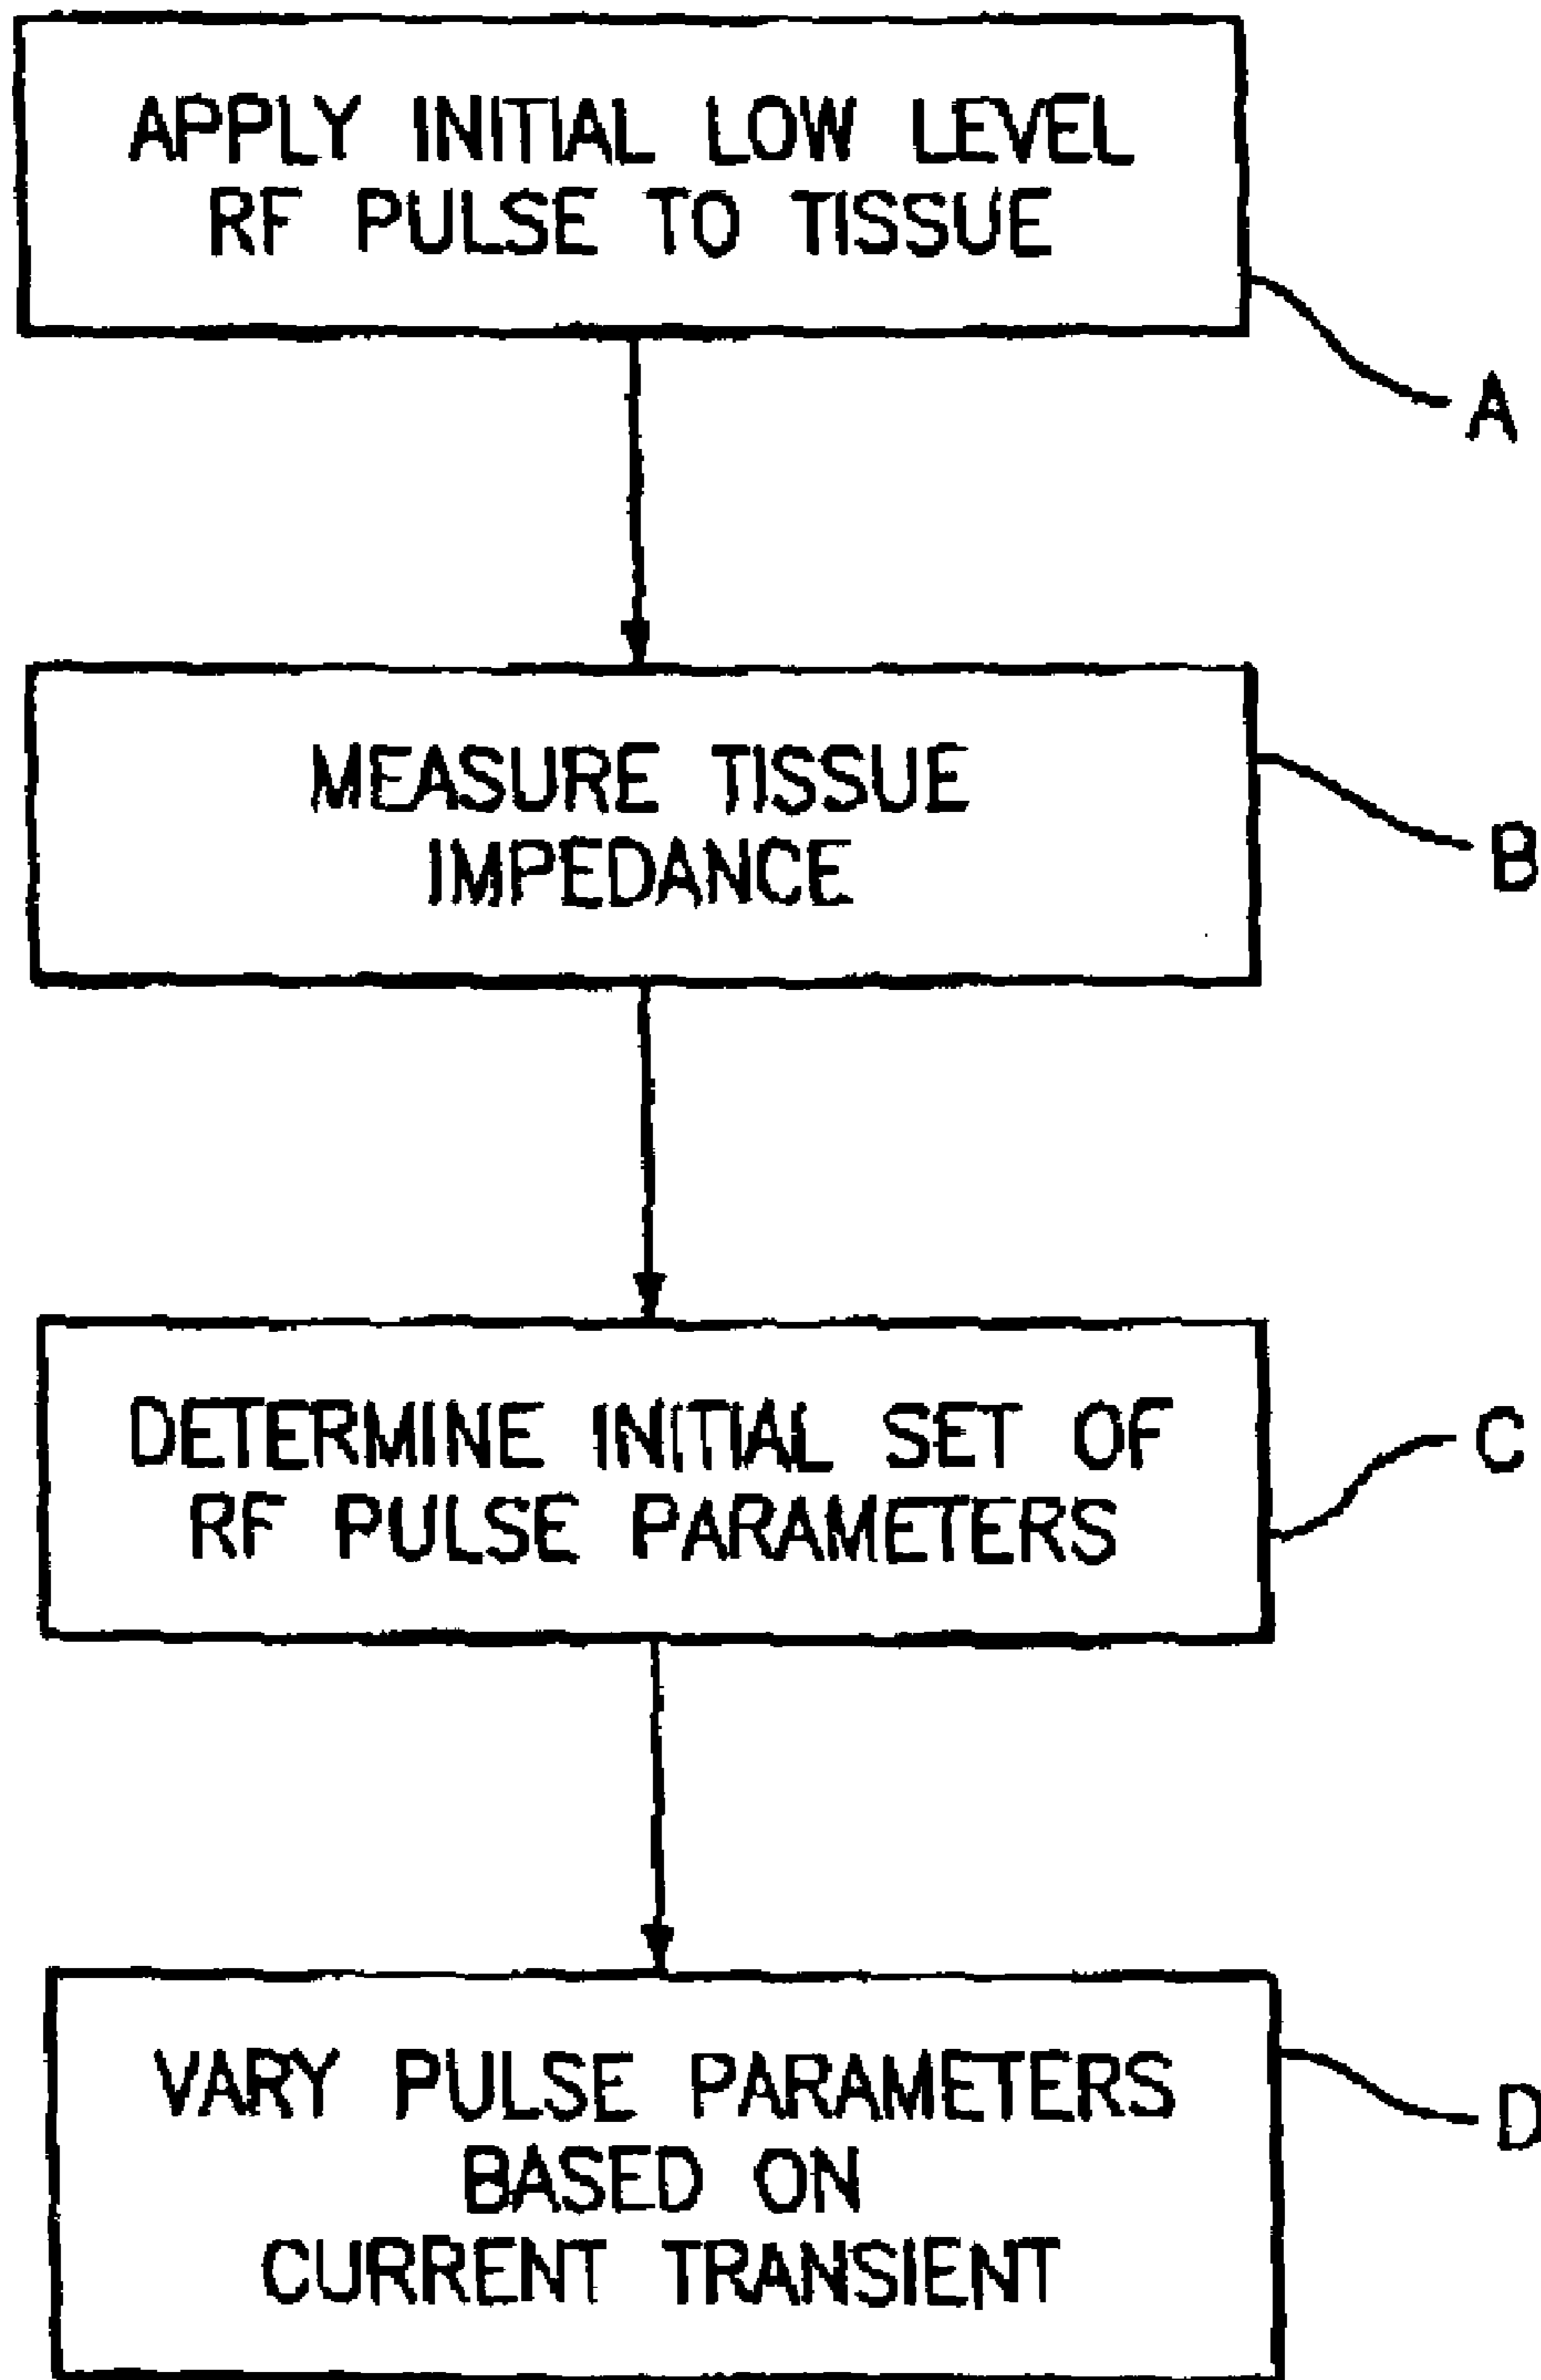 APPLY INITIAL LOW LEVEL
RF PULSE TO TISSUE
A
MEASURE TISSUE
IMPEDANCE
B
DETERMINE INITIAL SET OF
RF PULSE PARAMETERS
C
VARY PULSE PARAMETERS
BASED ON
CURRENT TRANSIENT
D